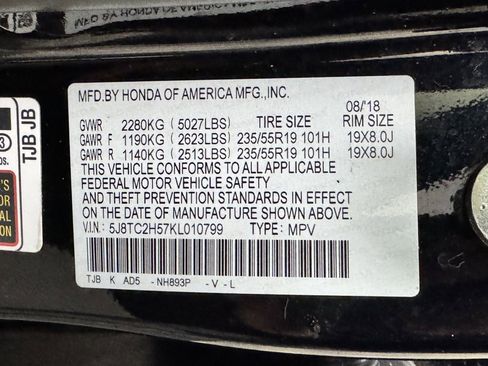 MFD.BY HONDA OF AMERICA MFG.,INC.
08/18
GVWR 2280KG (5027LBS) TIRE SIZE RIM SIZE
GAWR F 1190KG (2623LBS) 235/55R19 101H 19X8.0J
GAWR R 1140KG (2513LBS) 235/55R19 101H 19X8.0J
THIS VEHICLE CONFORMS TO ALL APPLICABLE
FEDERAL MOTOR VEHICLE SAFETY
AND THEFT PREVENTION STANDARDS IN EFFECT
ON THE DATE OF MANUFACTURE SHOWN ABOVE.
V.I.N.: 5J8TC2H57KL010799 TYPE: MPV
TJB K AD5 -NH893P -V-L
TJB JB
3
os.